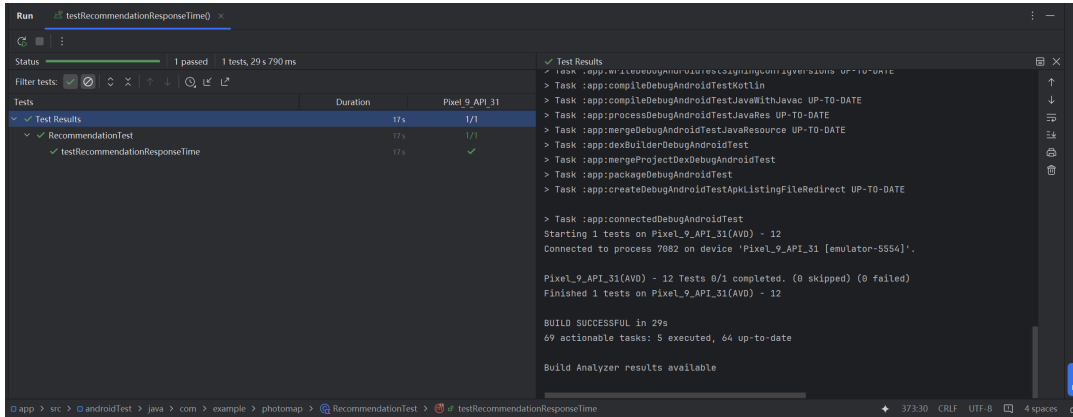 Run testRecommendationResponseTime() ×
Status 1 passed 1 tests, 29 s 790 ms
Filter tests:
Tests Duration Pixel_9_API_31
Test Results 17 s 1/1
RecommendationTest 17 s 1/1
testRecommendationResponseTime 17 s
Test Results
> Task :app:writeDebugAndroidTestSigningConfigVersions UP-TO-DATE
> Task :app:compileDebugAndroidTestKotlin
> Task :app:compileDebugAndroidTestJavaWithJavac UP-TO-DATE
> Task :app:processDebugAndroidTestJavaRes UP-TO-DATE
> Task :app:mergeDebugAndroidTestJavaResource UP-TO-DATE
> Task :app:dexBuilderDebugAndroidTest
> Task :app:mergeProjectDexDebugAndroidTest
> Task :app:packageDebugAndroidTest
> Task :app:createDebugAndroidTestApkListingFileRedirect UP-TO-DATE
> Task :app:connectedDebugAndroidTest
Starting 1 tests on Pixel_9_API_31(AVD) - 12
Connected to process 7082 on device 'Pixel_9_API_31 [emulator-5554]'.
Pixel_9_API_31(AVD) - 12 Tests 0/1 completed. (0 skipped) (0 failed)
Finished 1 tests on Pixel_9_API_31(AVD) - 12
BUILD SUCCESSFUL in 29s
69 actionable tasks: 5 executed, 64 up-to-date
Build Analyzer results available
app > src > androidTest > java > com > example > photomap > RecommendationTest > testRecommendationResponseTime 373:30 CRLF UTF-8 4 spaces